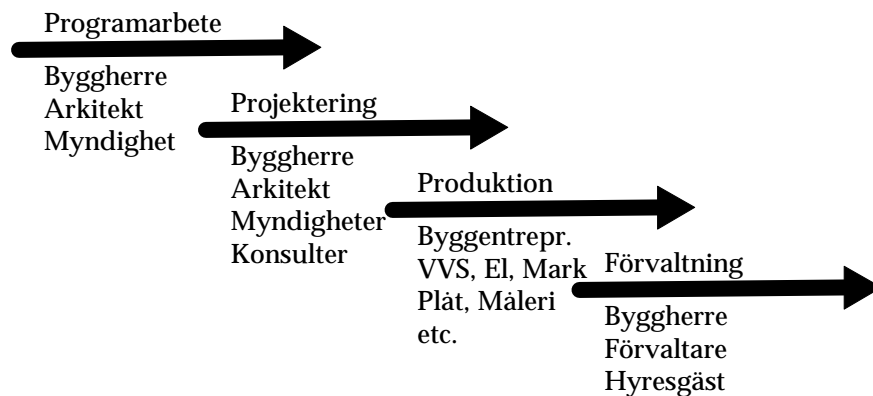 Programarbete
Byggherre
Arkitekt
Myndighet
Projektering
Byggherre
Arkitekt
Myndigheter
Konsulter
Produktion
Byggentrepr.
VVS, El, Mark
Plåt, Måleri
etc.
Förvaltning
Byggherre
Förvaltare
Hyresgäst